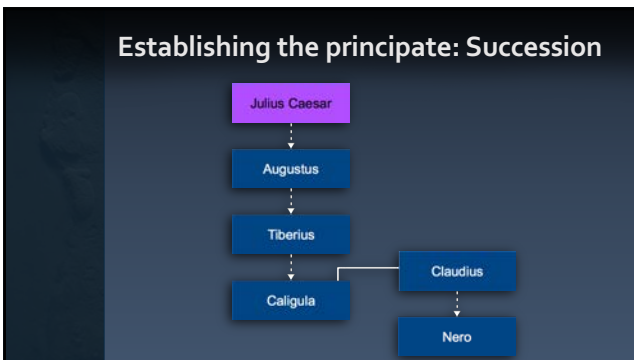 Establishing the principate: Succession
Julius Caesar
Augustus
Tiberius
Caligula
Claudius
Nero